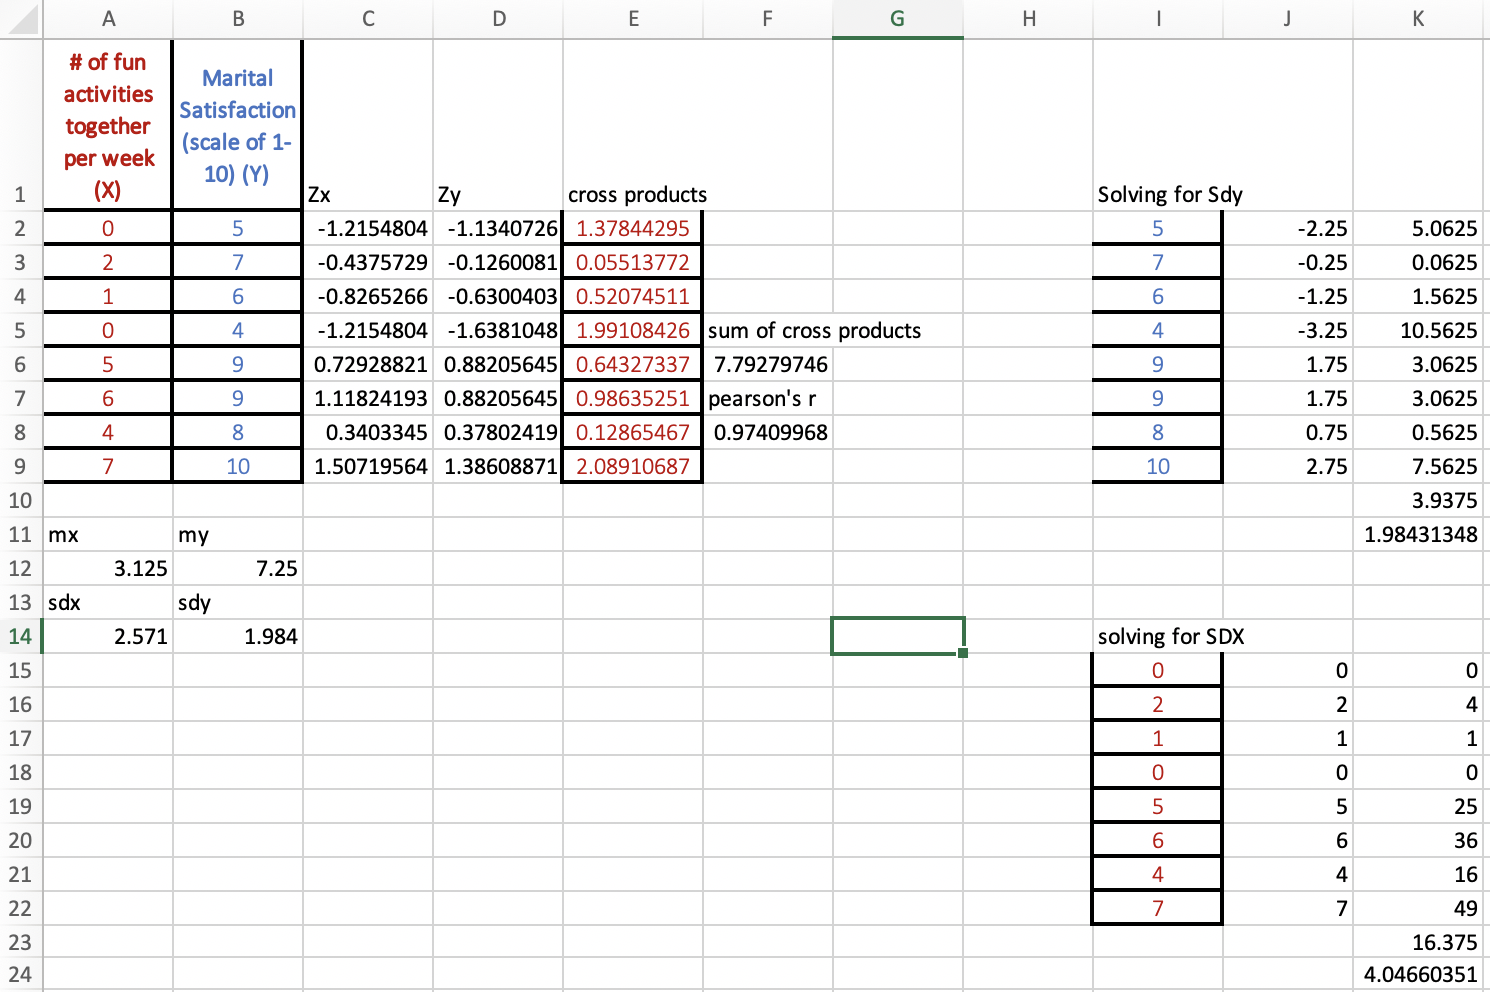 A B C D E F G H I J K
# of fun
activities
together
per week
(X)
Marital
Satisfaction
(scale of 1-
10) (Y)
1 Zx Zy cross products Solving for Sdy
2 0 5 -1.2154804 -1.1340726 1.37844295 5 -2.25 5.0625
3 2 7 -0.4375729 -0.1260081 0.05513772 7 -0.25 0.0625
4 1 6 -0.8265266 -0.6300403 0.52074511 6 -1.25 1.5625
5 0 4 -1.2154804 -1.6381048 1.99108426 sum of cross products 4 -3.25 10.5625
6 5 9 0.72928821 0.88205645 0.64327337 7.79279746 9 1.75 3.0625
7 6 9 1.11824193 0.88205645 0.98635251 pearson's r 9 1.75 3.0625
8 4 8 0.3403345 0.37802419 0.12865467 0.97409968 8 0.75 0.5625
9 7 10 1.50719564 1.38608871 2.08910687 10 2.75 7.5625
10 3.9375
11 mx my 1.98431348
12 3.125 7.25
13 sdx sdy
14 2.571 1.984 solving for SDX
15 0 0 0
16 2 2 4
17 1 1 1
18 0 0 0
19 5 5 25
20 6 6 36
21 4 4 16
22 7 7 49
23 16.375
24 4.04660351